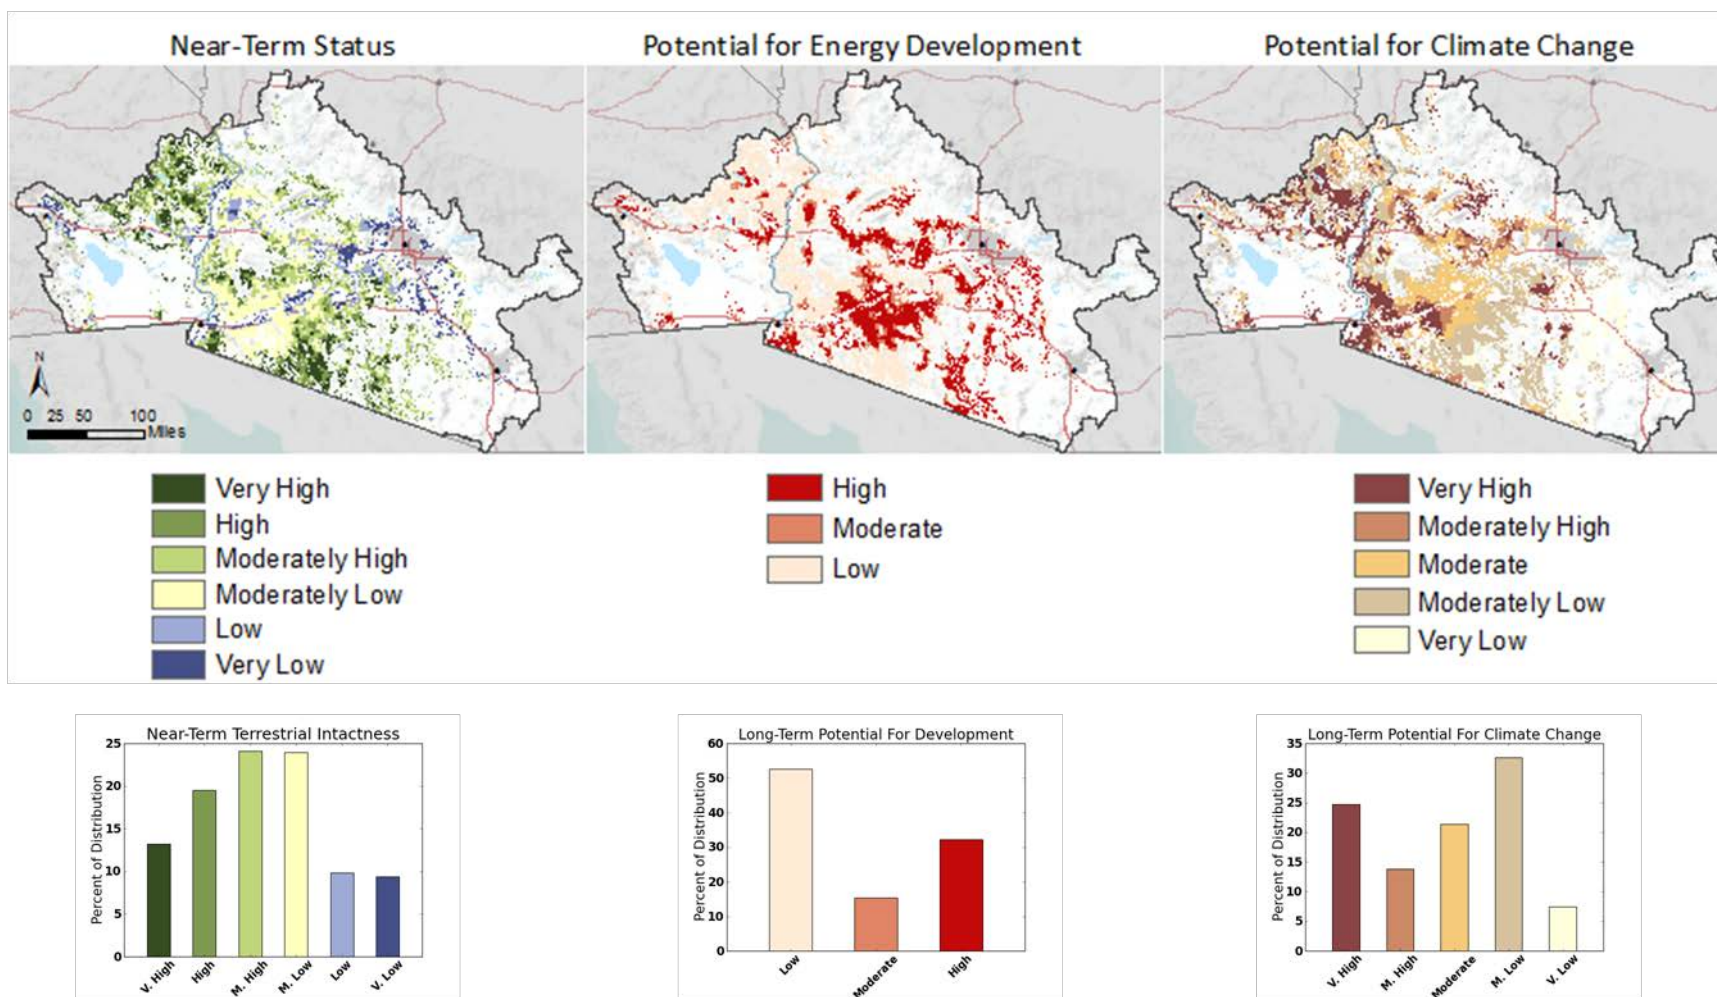 Near-Term Status
Potential for Energy Development
Potential for Climate Change
N
0 25 50 100
Miles
Very High
High
Moderately High
Moderately Low
Low
Very Low
High
Moderate
Low
Very High
Moderately High
Moderate
Moderately Low
Very Low
Near-Term Terrestrial Intactness
Percent of Distribution
25
20
15
10
5
0
V. High
High
M. High
M. Low
Low
V. Low
Long-Term Potential For Development
Percent of Distribution
60
50
40
30
20
10
0
Low
Moderate
High
Long-Term Potential For Climate Change
Percent of Distribution
35
30
25
20
15
10
5
0
V. High
M. High
Moderate
M. Low
V. Low